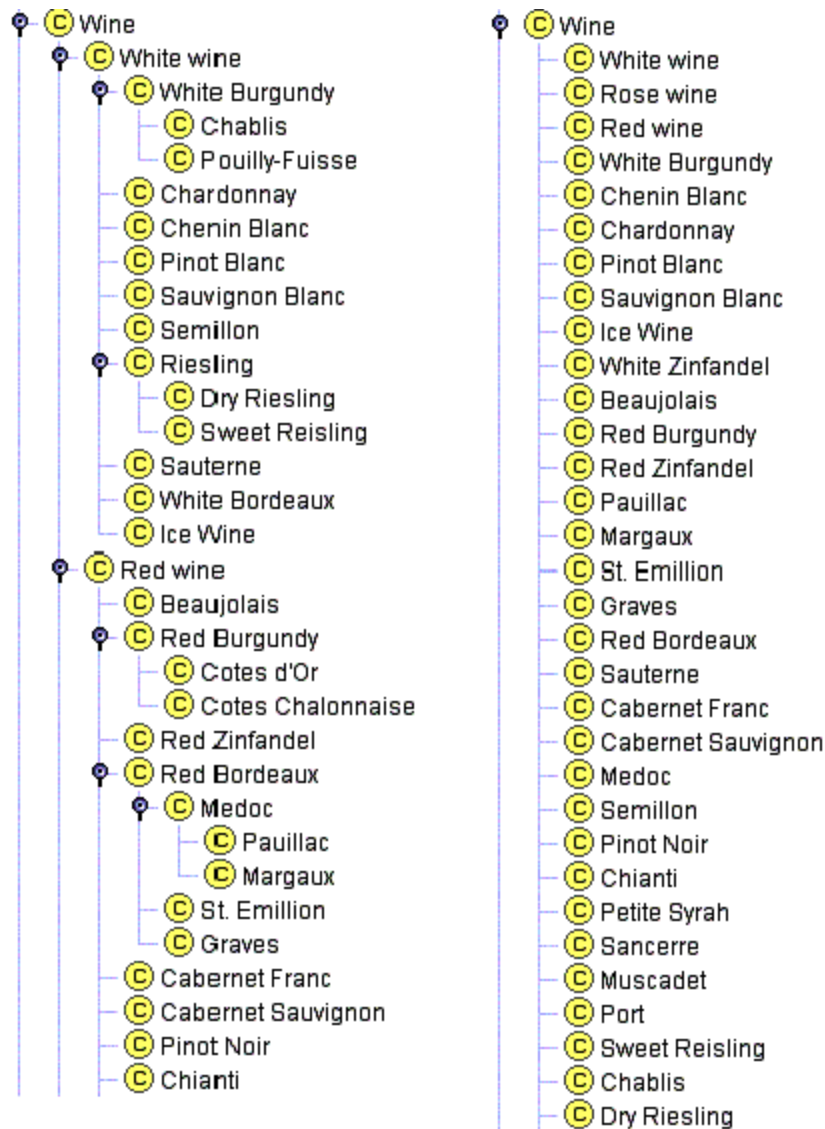 Wine
White wine
White Burgundy
Chablis
Pouilly-Fuisse
Chardonnay
Chenin Blanc
Pinot Blanc
Sauvignon Blanc
Semillon
Riesling
Dry Riesling
Sweet Reisling
Sauterne
White Bordeaux
Ice Wine
Red wine
Beaujolais
Red Burgundy
Cotes d'Or
Cotes Chalonnaise
Red Zinfandel
Red Bordeaux
Medoc
Pauillac
Margaux
St. Emillion
Graves
Cabernet Franc
Cabernet Sauvignon
Pinot Noir
Chianti
Wine
White wine
Rose wine
Red wine
White Burgundy
Chenin Blanc
Chardonnay
Pinot Blanc
Sauvignon Blanc
Ice Wine
White Zinfandel
Beaujolais
Red Burgundy
Red Zinfandel
Pauillac
Margaux
St. Emillion
Graves
Red Bordeaux
Sauterne
Cabernet Franc
Cabernet Sauvignon
Medoc
Semillon
Pinot Noir
Chianti
Petite Syrah
Sancerre
Muscadet
Port
Sweet Reisling
Chablis
Dry Riesling